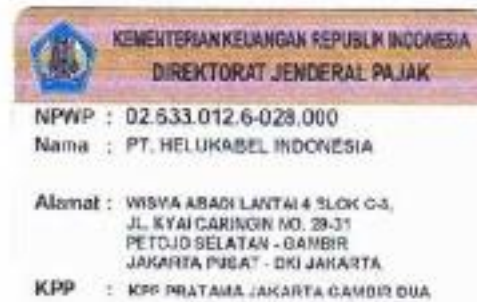 KEMENTERIAN KEUANGAN REPUBLIK INDONESIA
DIREKTORAT JENDERAL PAJAK
NPWP : 02.633.012.6-028.000
Nama : PT. HELUKABEL INDONESIA
Alamat : WISMA ABADI LANTAI 4 BLOK C-3,
JL. KYAI CARINGIN NO. 29-31
PETOJO SELATAN - GAMBIR
JAKARTA PUSAT - DKI JAKARTA
KPP : KPP PRATAMA JAKARTA GAMBIR DUA